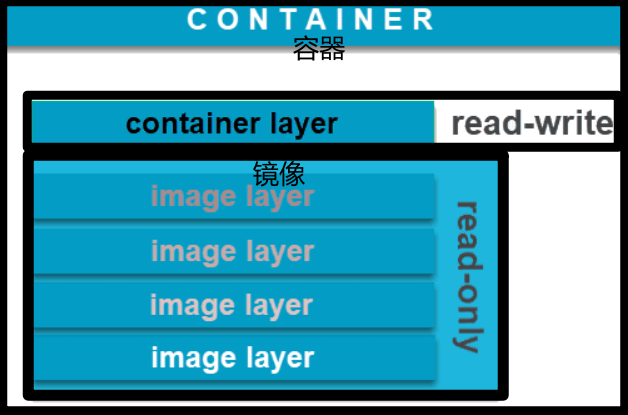 CONTAINER
容器
container layer read-write
镜像
image layer
image layer
image layer
image layer
read-only